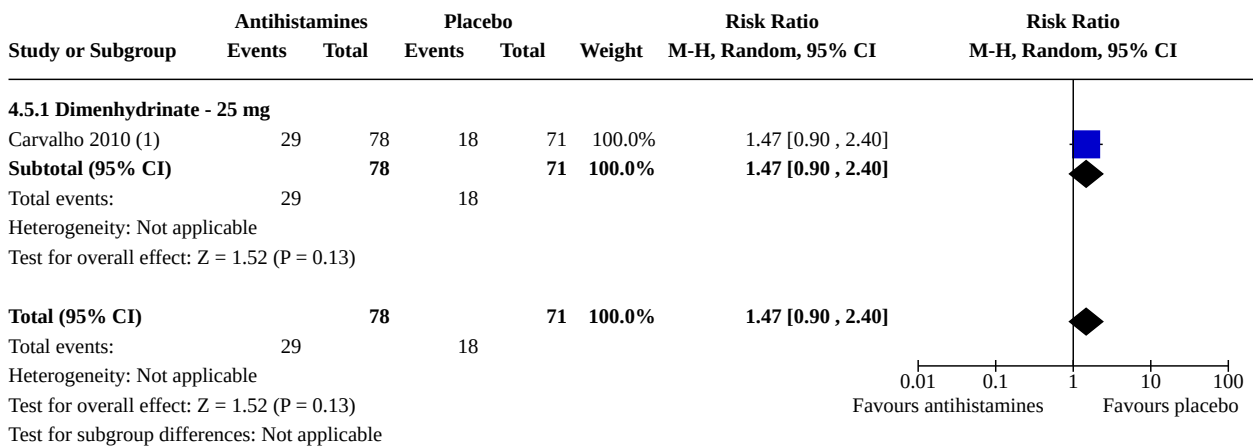 Antihistamines Placebo Risk Ratio Risk Ratio
Study or Subgroup Events Total Events Total Weight M-H, Random, 95% CI M-H, Random, 95% CI
4.5.1 Dimenhydrinate - 25 mg
Carvalho 2010 (1) 29 78 18 71 100.0% 1.47 [0.90 , 2.40]
Subtotal (95% CI) 78 71 100.0% 1.47 [0.90 , 2.40]
Total events: 29 18
Heterogeneity: Not applicable
Test for overall effect: Z = 1.52 (P = 0.13)
Total (95% CI) 78 71 100.0% 1.47 [0.90 , 2.40]
Total events: 29 18
Heterogeneity: Not applicable 0.01 0.1 1 10 100
Test for overall effect: Z = 1.52 (P = 0.13) Favours antihistamines Favours placebo
Test for subgroup differences: Not applicable